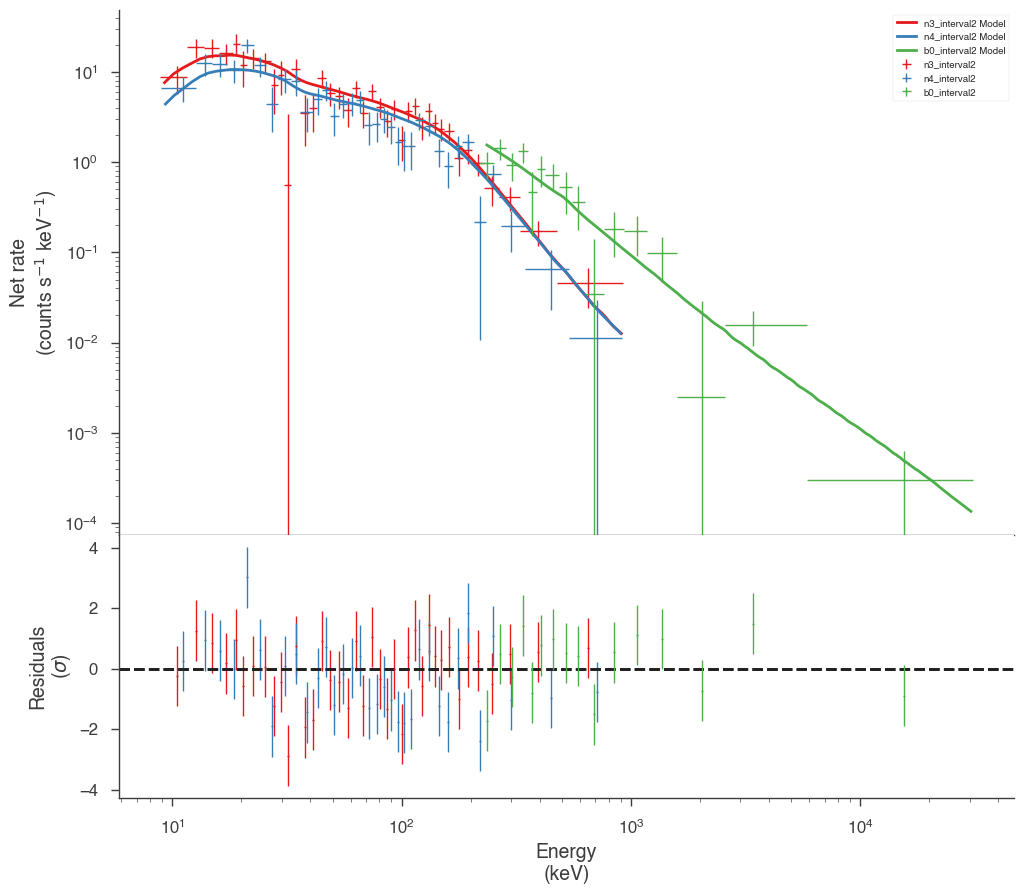 n3_interval2 Model
n4_interval2 Model
b0_interval2 Model
n3_interval2
n4_interval2
b0_interval2
Net rate
(counts s⁻¹ keV⁻¹)
10¹
10⁰
10⁻¹
10⁻²
10⁻³
10⁻⁴
Residuals
(σ)
4
2
0
−2
−4
10¹ 10² 10³ 10⁴
Energy
(keV)